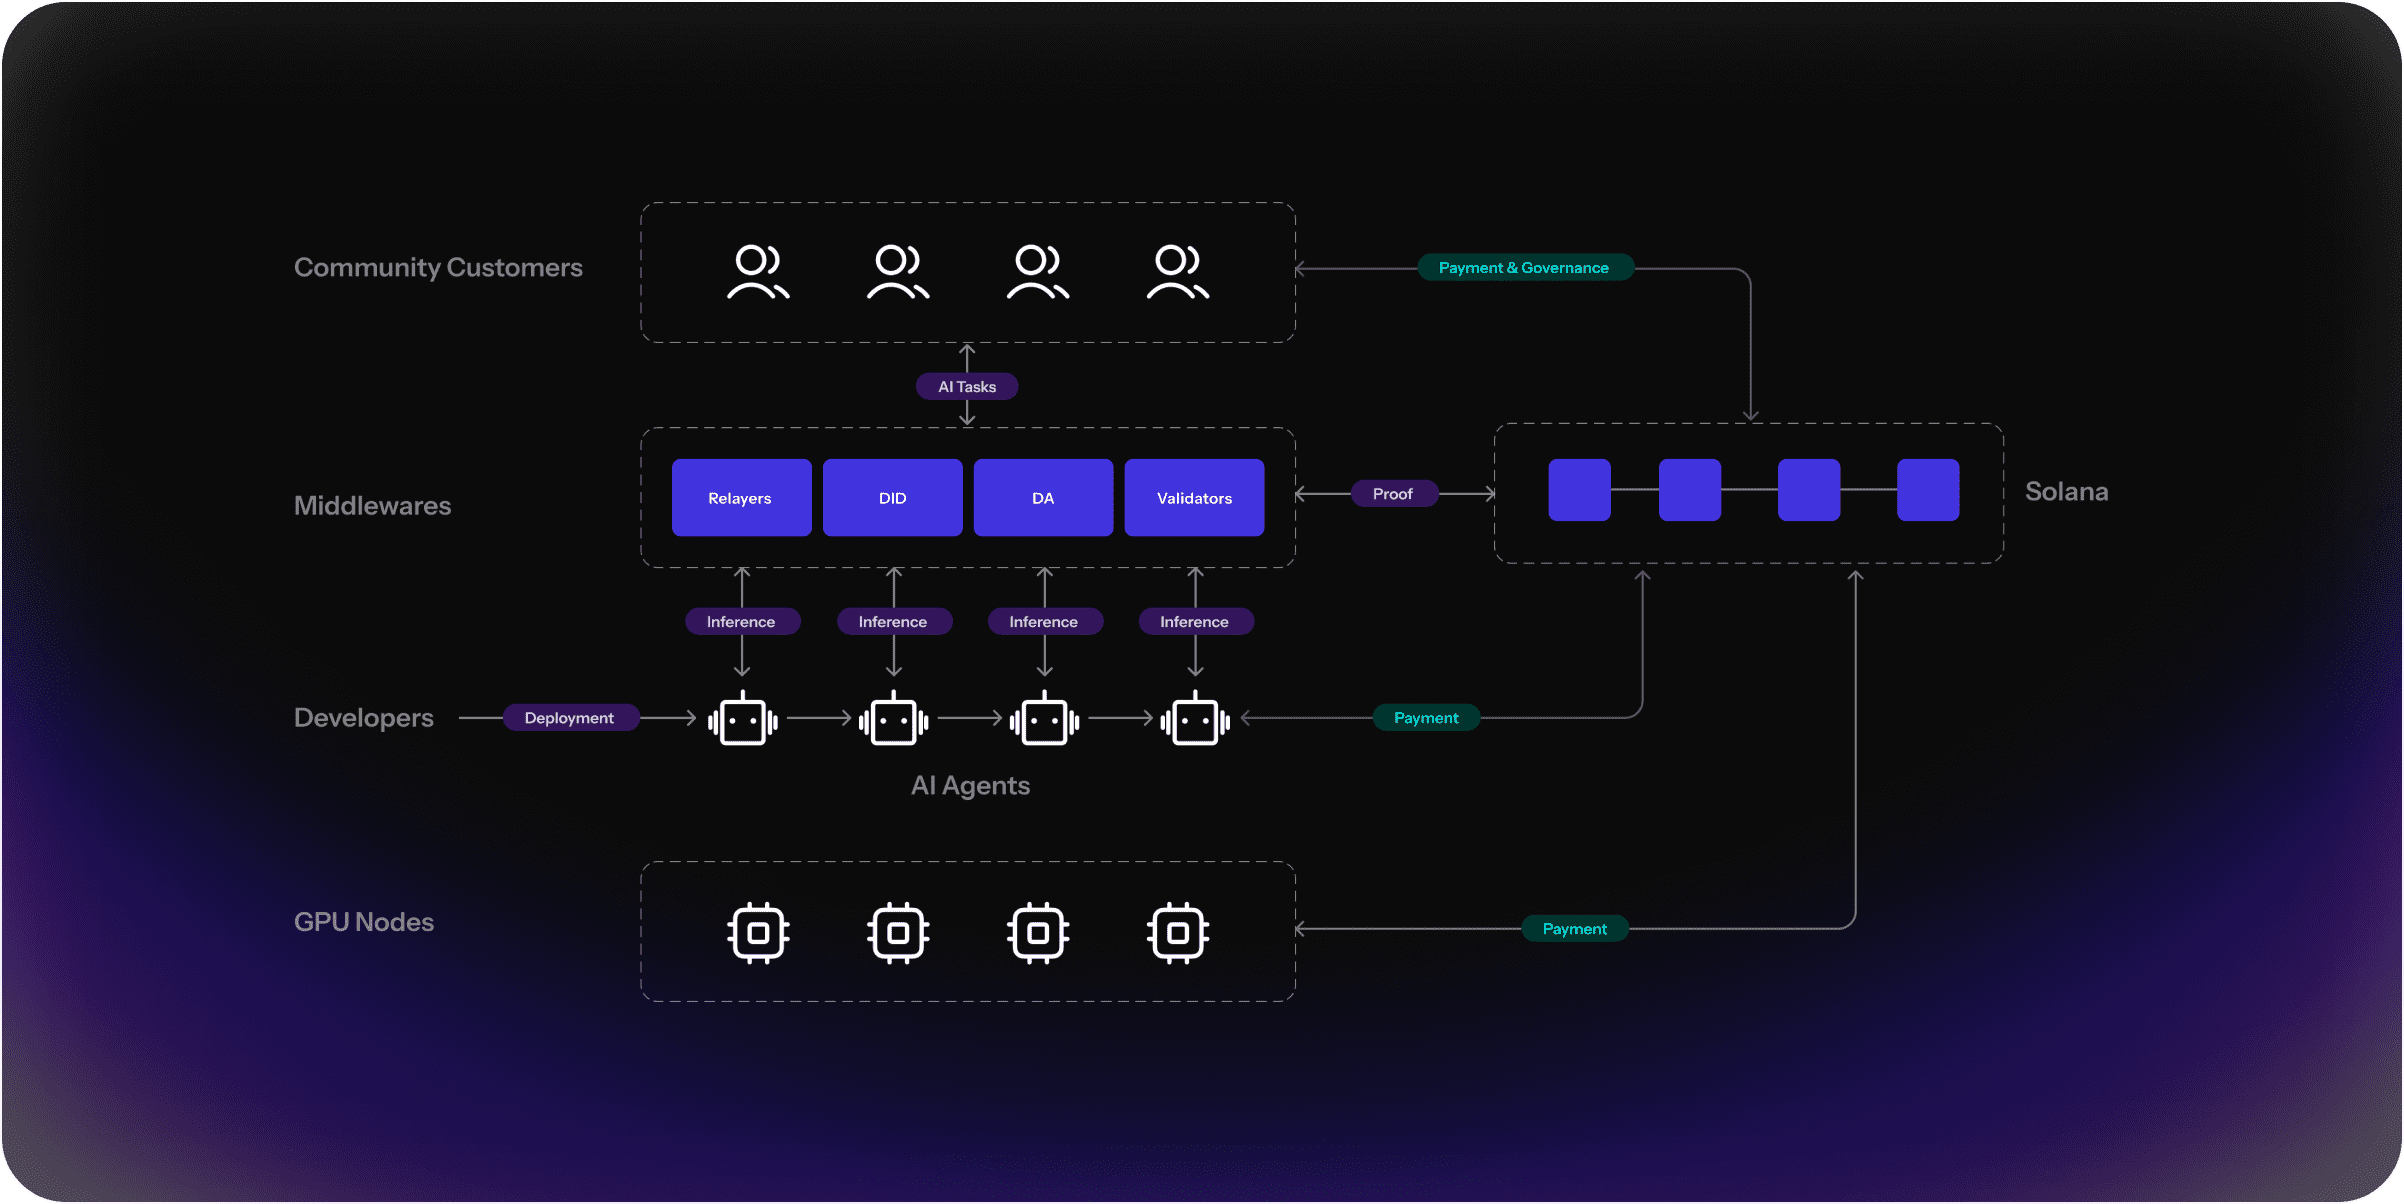 Community Customers
Payment & Governance
AI Tasks
Middlewares
Relayers
DID
DA
Validators
Proof
Solana
Inference
Inference
Inference
Inference
Developers
Deployment
Payment
AI Agents
GPU Nodes
Payment